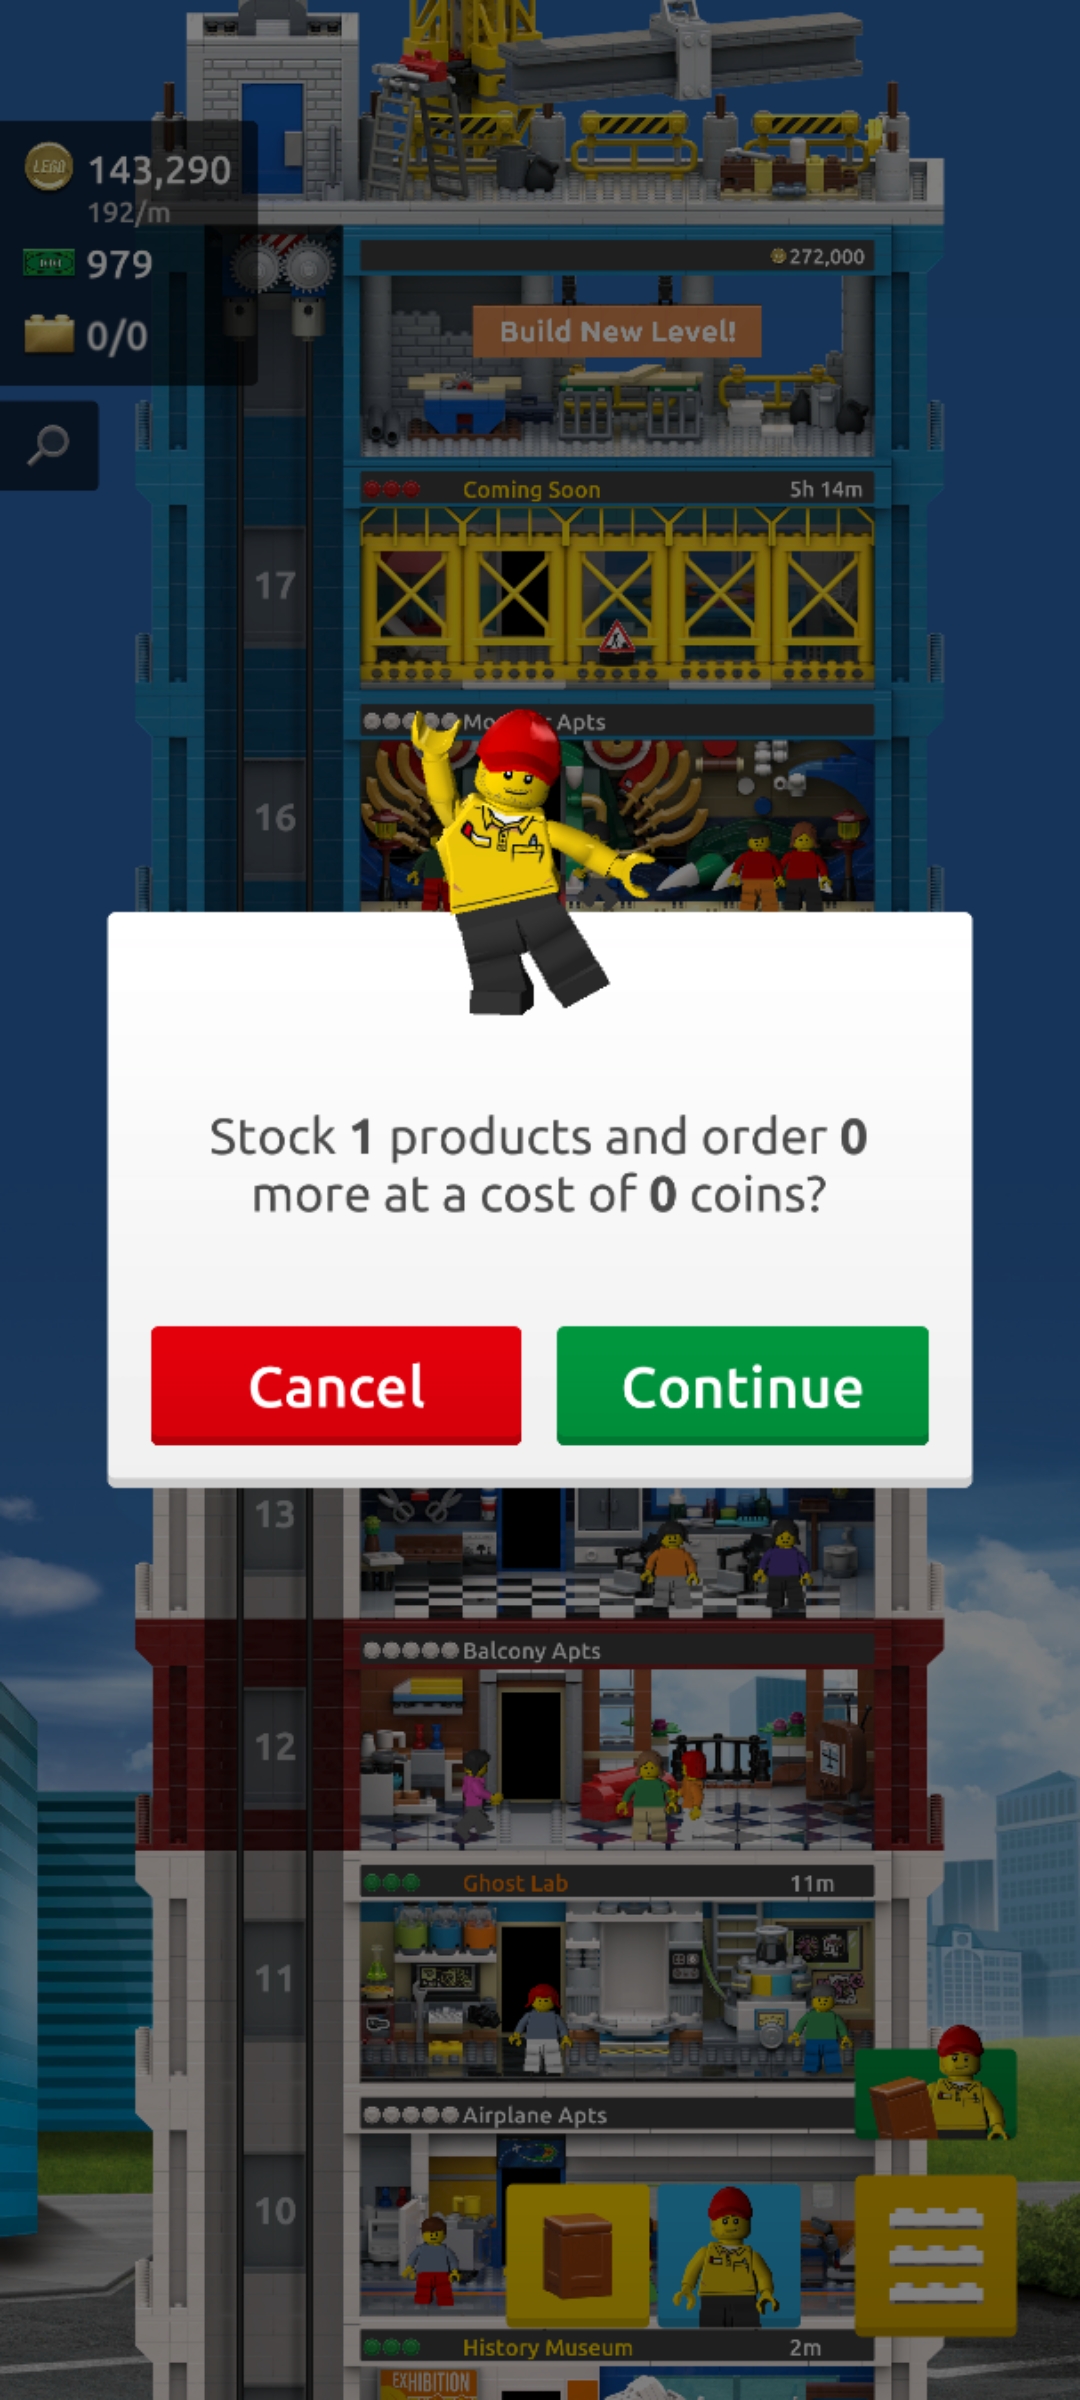 LEGO
143,290
192/m
979
0/0
272,000
Build New Level!
Coming Soon
5h 14m
17
Apts
16
Stock 1 products and order 0
more at a cost of 0 coins?
Cancel
Continue
13
Balcony Apts
12
Ghost Lab
11m
11
Airplane Apts
10
History Museum
2m
EXHIBITION